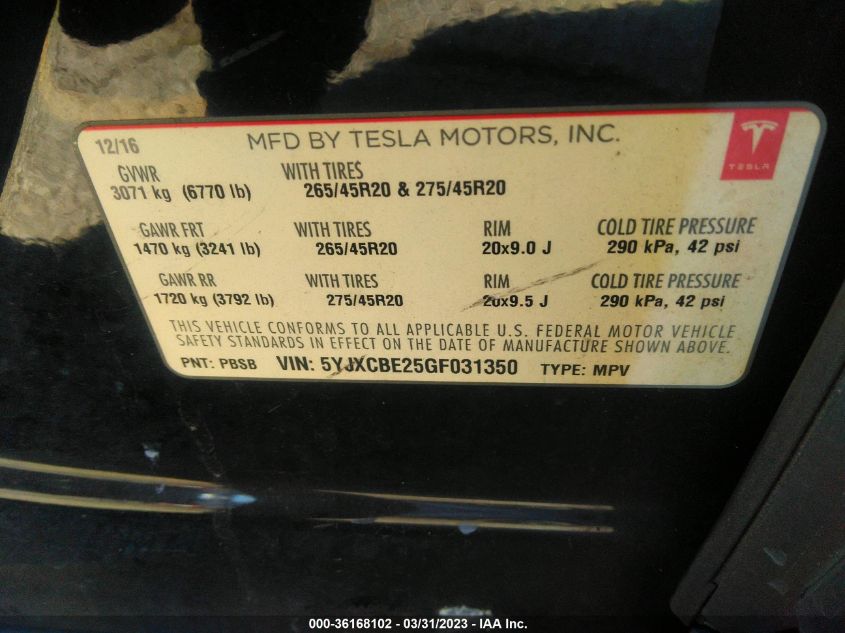 12/16 MFD BY TESLA MOTORS, INC.
TESLA
GVWR WITH TIRES
3071 kg (6770 lb) 265/45R20 & 275/45R20
GAWR FRT WITH TIRES RIM COLD TIRE PRESSURE
1470 kg (3241 lb) 265/45R20 20x9.0 J 290 kPa, 42 psi
GAWR RR WITH TIRES RIM COLD TIRE PRESSURE
1720 kg (3792 lb) 275/45R20 20x9.5 J 290 kPa, 42 psi
THIS VEHICLE CONFORMS TO ALL APPLICABLE U.S. FEDERAL MOTOR VEHICLE
SAFETY STANDARDS IN EFFECT ON THE DATE OF MANUFACTURE SHOWN ABOVE.
PNT: PBSB VIN: 5YJXCBE25GF031350 TYPE: MPV
000-36168102 - 03/31/2023 - IAA Inc.